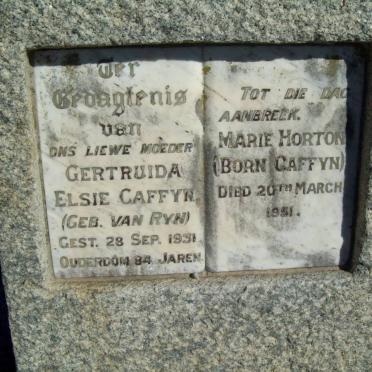 Ter
Gedagtenis
van
ONS LIEWE MOEDER
GERTRUIDA
ELSIE CAFFYN
(GEB. VAN RYN)
GEST. 28 SEP. 1931
OUDERDOM 84 JAREN.
TOT DIE DAG
AANBREEK.
MARIE HORTON
(BORN CAFFYN)
DIED 20TH MARCH
1951.